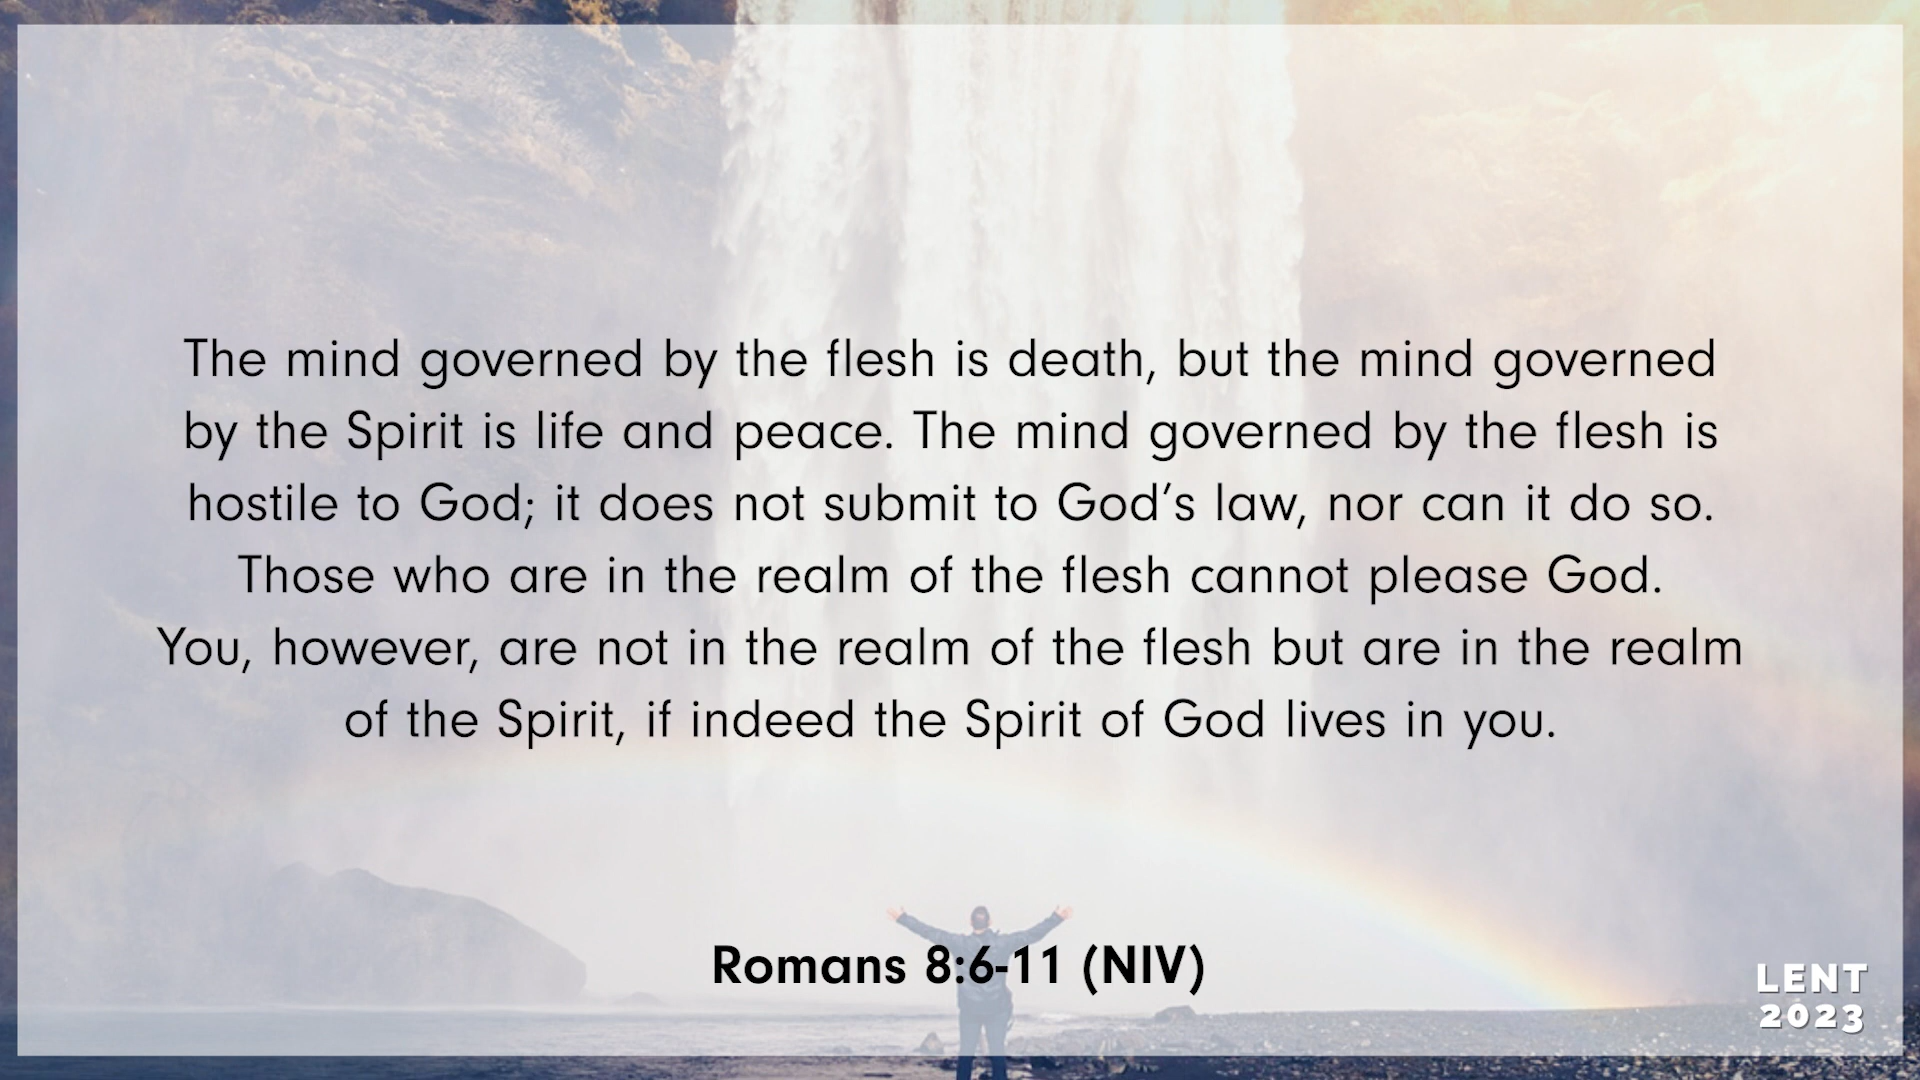 The mind governed by the flesh is death, but the mind governed
by the Spirit is life and peace. The mind governed by the flesh is
hostile to God; it does not submit to God’s law, nor can it do so.
Those who are in the realm of the flesh cannot please God.
You, however, are not in the realm of the flesh but are in the realm
of the Spirit, if indeed the Spirit of God lives in you.
Romans 8:6-11 (NIV)
LENT
2023